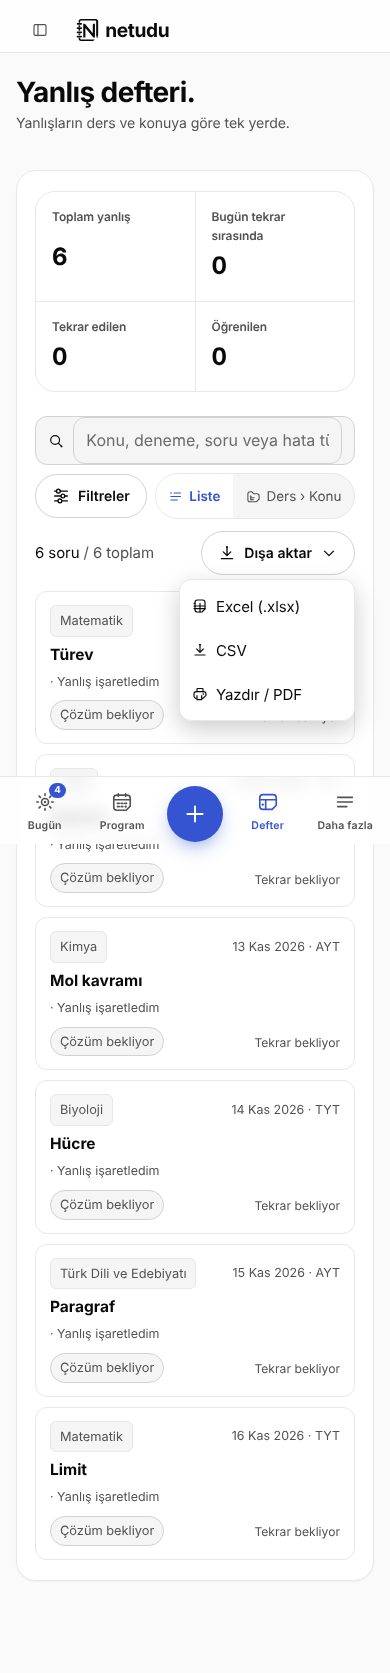 netudu
Yanlış defteri.
Yanlışların ders ve konuya göre tek yerde.
Toplam yanlış
6
Bugün tekrar
sırasında
0
Tekrar edilen
0
Öğrenilen
0
Konu, deneme, soru veya hata tü
Filtreler
Liste
Ders › Konu
6 soru / 6 toplam
Dışa aktar
Excel (.xlsx)
CSV
Yazdır / PDF
Matematik
Türev
· Yanlış işaretledim
Çözüm bekliyor
4
Bugün
Program
Defter
Daha fazla
· Yanlış işaretledim
Çözüm bekliyor
Tekrar bekliyor
Kimya
13 Kas 2026 · AYT
Mol kavramı
· Yanlış işaretledim
Çözüm bekliyor
Tekrar bekliyor
Biyoloji
14 Kas 2026 · TYT
Hücre
· Yanlış işaretledim
Çözüm bekliyor
Tekrar bekliyor
Türk Dili ve Edebiyatı
15 Kas 2026 · AYT
Paragraf
· Yanlış işaretledim
Çözüm bekliyor
Tekrar bekliyor
Matematik
16 Kas 2026 · TYT
Limit
· Yanlış işaretledim
Çözüm bekliyor
Tekrar bekliyor